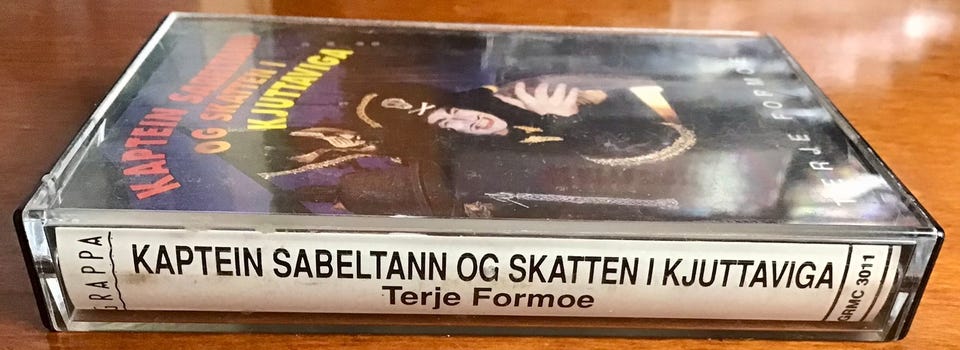 KAPTEIN SABELTANN
OG SKATTEN I
KJUTTAVIGA
TERJE FORMOE
GRAPPA
KAPTEIN SABELTANN OG SKATTEN I KJUTTAVIGA
Terje Formoe
GRMC 3011